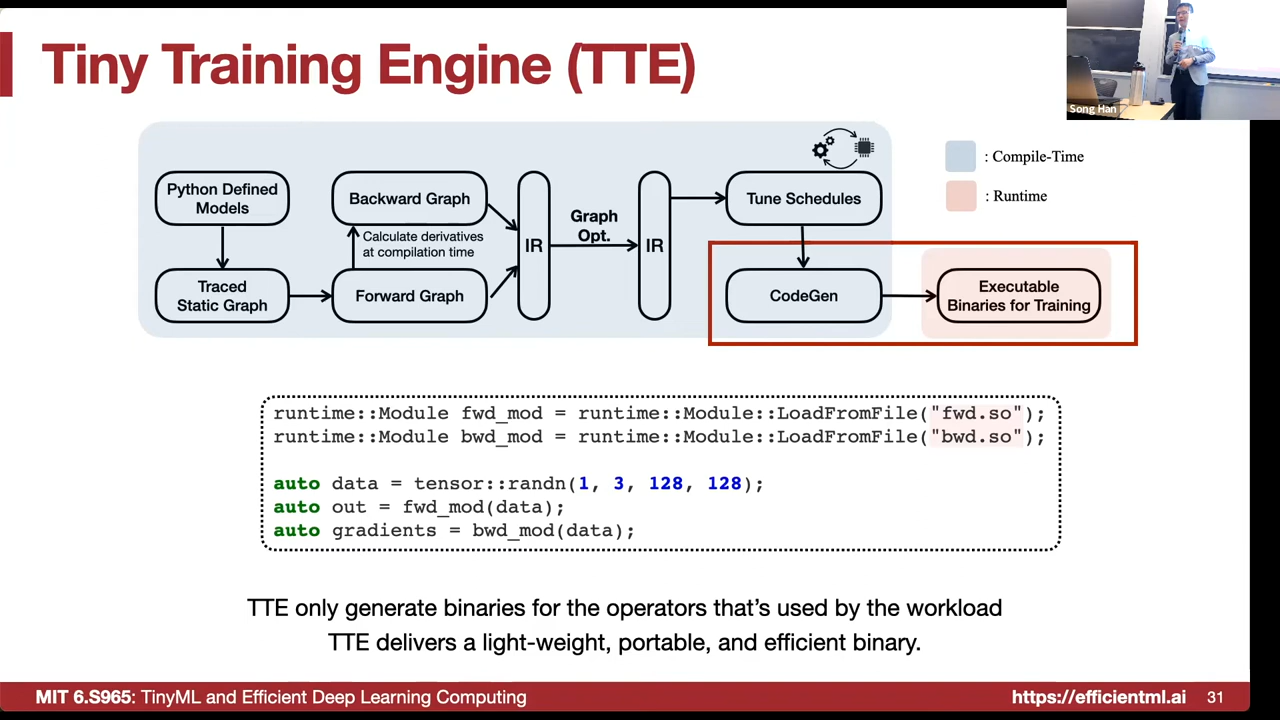 Tiny Training Engine (TTE)
Song Han
Python Defined
Models
Traced
Static Graph
Backward Graph
Calculate derivatives
at compilation time
Forward Graph
IR
Graph
Opt.
IR
Tune Schedules
CodeGen
Executable
Binaries for Training
: Compile-Time
: Runtime
runtime::Module fwd_mod = runtime::Module::LoadFromFile("fwd.so");
runtime::Module bwd_mod = runtime::Module::LoadFromFile("bwd.so");
auto data = tensor::randn(1, 3, 128, 128);
auto out = fwd_mod(data);
auto gradients = bwd_mod(data);
TTE only generate binaries for the operators that’s used by the workload
TTE delivers a light-weight, portable, and efficient binary.
MIT 6.S965: TinyML and Efficient Deep Learning Computing
https://efficientml.ai
31